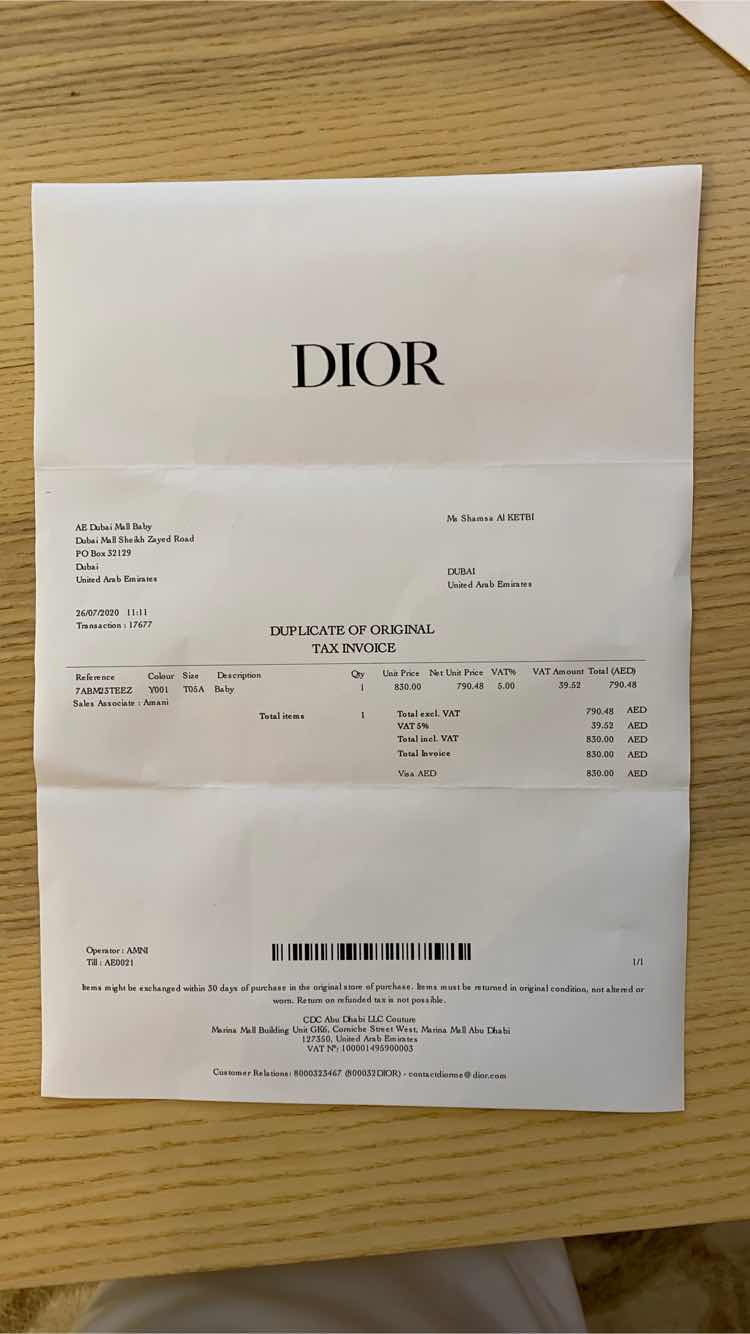 DIOR
AE Dubai Mall Baby
Dubai Mall Sheikh Zayed Road
PO Box 32129
Dubai
United Arab Emirates
Ms Shamsa Al KETBI
DUBAI
United Arab Emirates
26/07/2020 11:11
Transaction : 17677
DUPLICATE OF ORIGINAL
TAX INVOICE
Reference Colour Size Description Qty Unit Price Net Unit Price VAT% VAT Amount Total (AED)
7ABM23TEEZ Y001 T05A Baby 1 830.00 790.48 5.00 39.52 790.48
Sales Associate : Amani
Total items 1 Total excl. VAT 790.48 AED
VAT 5% 39.52 AED
Total incl. VAT 830.00 AED
Total Invoice 830.00 AED
Visa AED 830.00 AED
Operator : AMNI
Till : AE0021
1/1
Items might be exchanged within 30 days of purchase in the original store of purchase. Items must be returned in original condition, not altered or
worn. Return on refunded tax is not possible.
CDC Abu Dhabi LLC Couture
Marina Mall Building Unit GK6, Corniche Street West, Marina Mall Abu Dhabi
127350, United Arab Emirates
VAT N°: 100001495900003
Customer Relations: 8000323467 (800032DIOR) - contactdiorme@dior.com